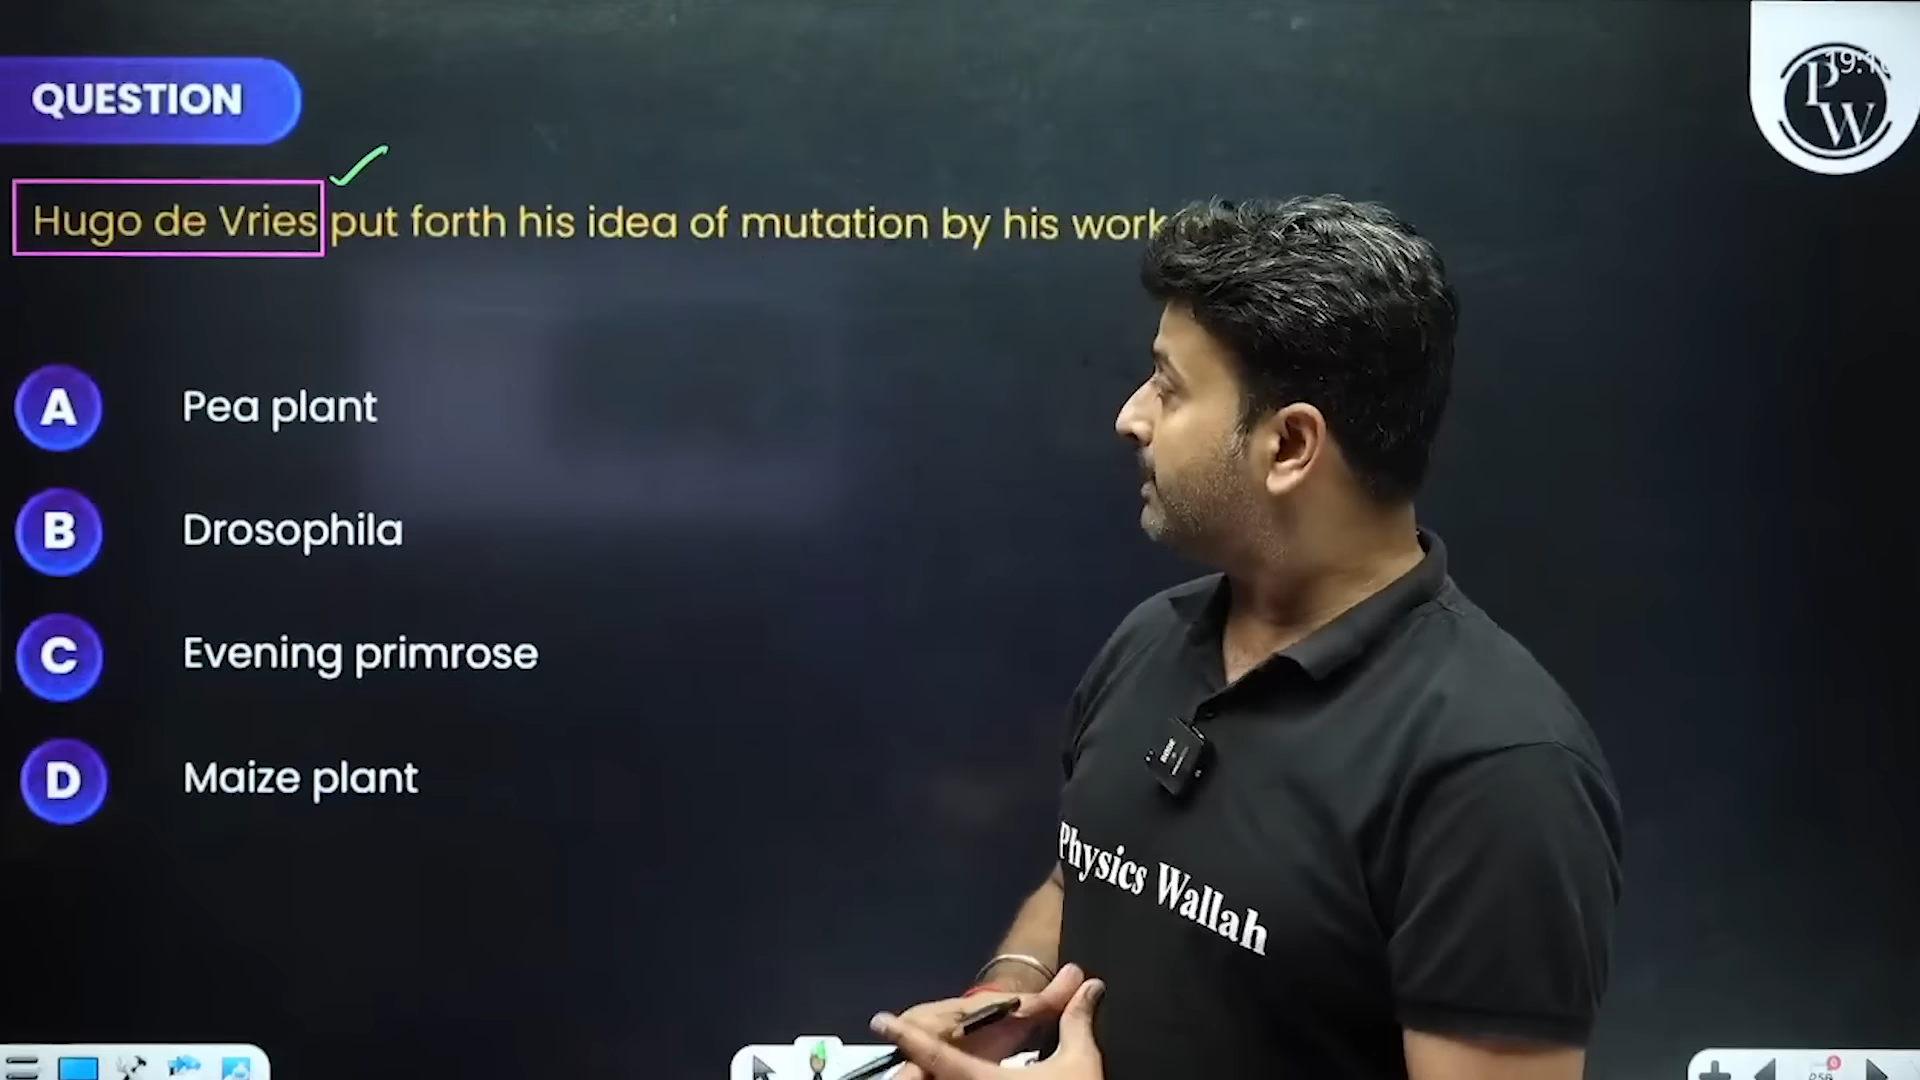 QUESTION
Hugo de Vries put forth his idea of mutation by his work
A Pea plant
B Drosophila
C Evening primrose
D Maize plant
PW
Physics Wallah